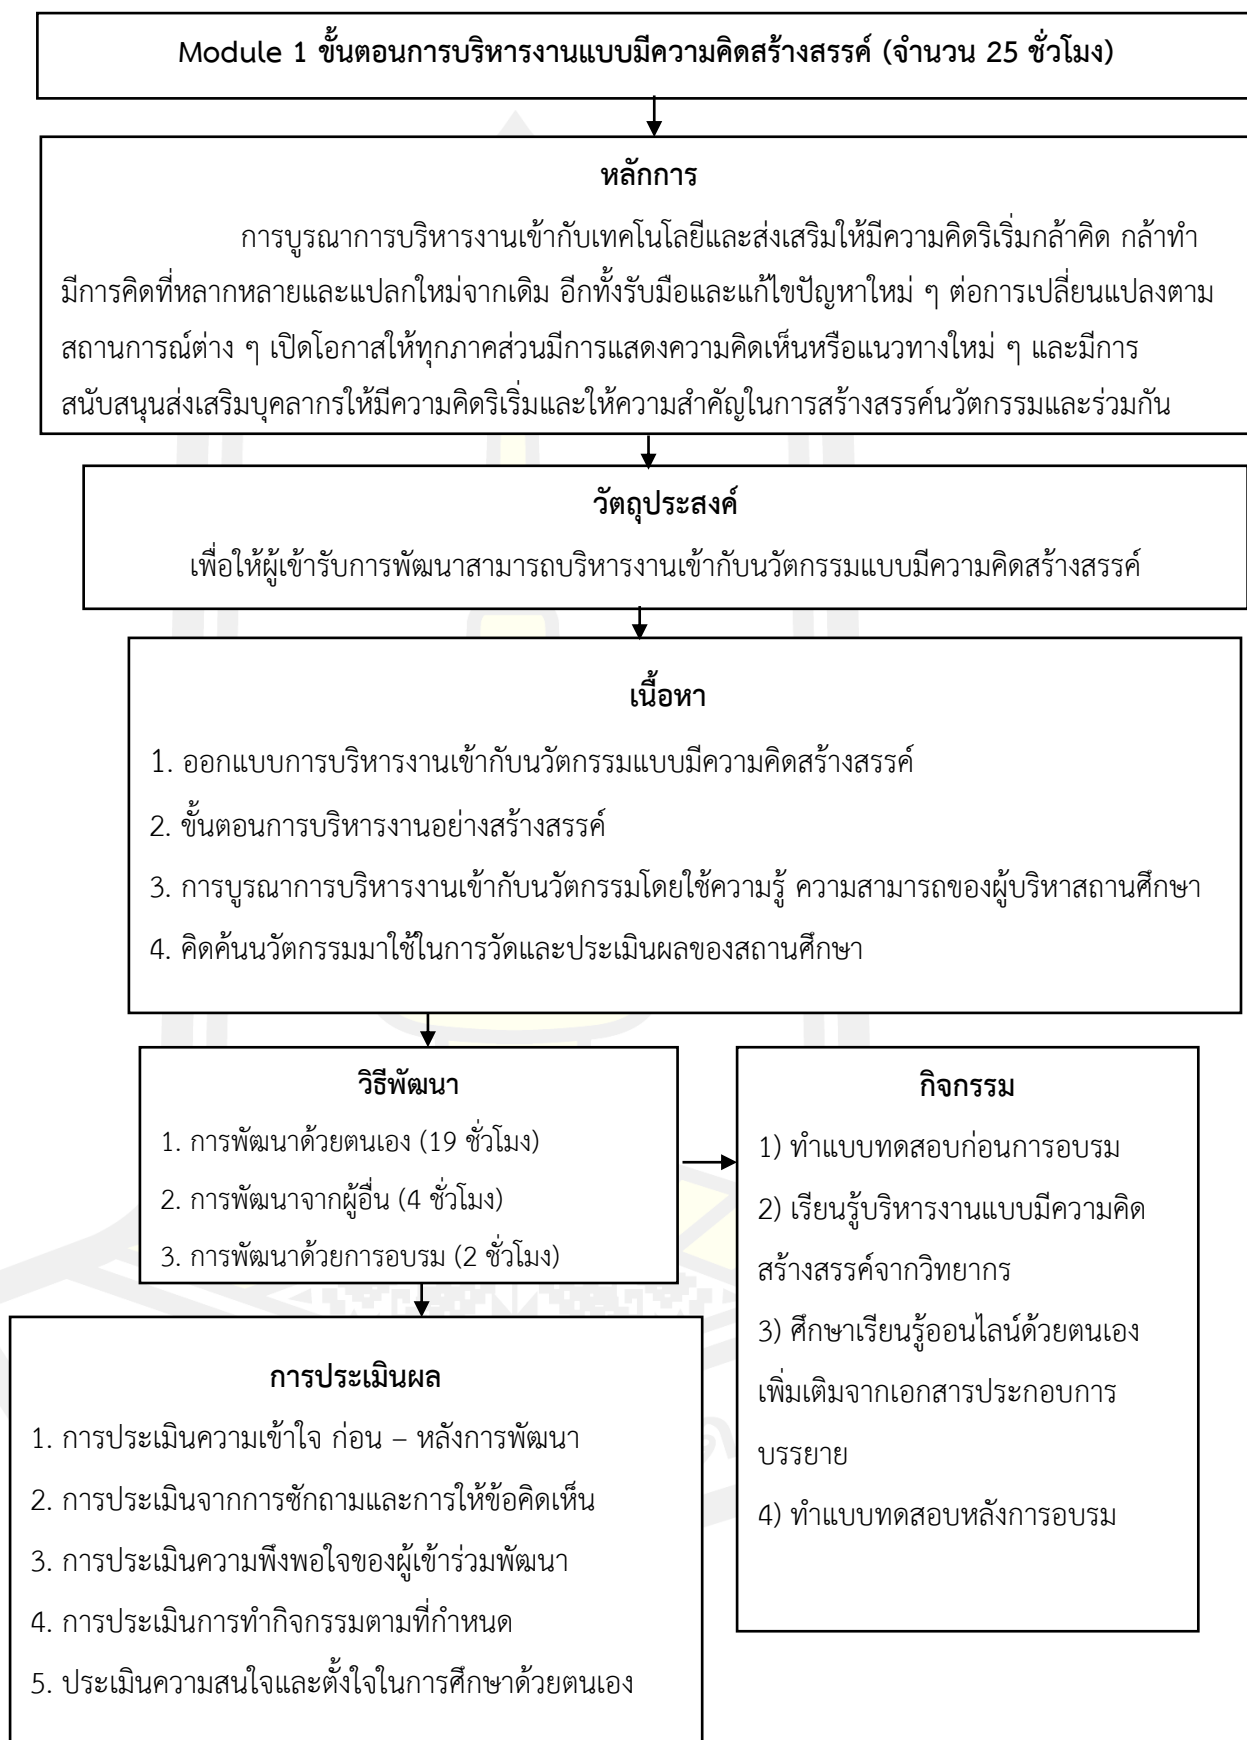 Module 1 ขั้นตอนการบริหารงานแบบมีความคิดสร้างสรรค์ (จำนวน 25 ชั่วโมง)
หลักการ
การบูรณาการบริหารงานเข้ากับเทคโนโลยีและส่งเสริมให้มีความคิดริเริ่มกล้าคิด กล้าทำ
มีการคิดที่หลากหลายและแปลกใหม่จากเดิม อีกทั้งรับมือและแก้ไขปัญหาใหม่ ๆ ต่อการเปลี่ยนแปลงตาม
สถานการณ์ต่าง ๆ เปิดโอกาสให้ทุกภาคส่วนมีการแสดงความคิดเห็นหรือแนวทางใหม่ ๆ และมีการ
สนับสนุนส่งเสริมบุคลากรให้มีความคิดริเริ่มและให้ความสำคัญในการสร้างสรรค์นวัตกรรมและร่วมกัน
วัตถุประสงค์
เพื่อให้ผู้เข้ารับการพัฒนาสามารถบริหารงานเข้ากับนวัตกรรมแบบมีความคิดสร้างสรรค์
เนื้อหา
1. ออกแบบการบริหารงานเข้ากับนวัตกรรมแบบมีความคิดสร้างสรรค์
2. ขั้นตอนการบริหารงานอย่างสร้างสรรค์
3. การบูรณาการบริหารงานเข้ากับนวัตกรรมโดยใช้ความรู้ ความสามารถของผู้บริหาสถานศึกษา
4. คิดค้นนวัตกรรมมาใช้ในการวัดและประเมินผลของสถานศึกษา
วิธีพัฒนา
1. การพัฒนาด้วยตนเอง (19 ชั่วโมง)
2. การพัฒนาจากผู้อื่น (4 ชั่วโมง)
3. การพัฒนาด้วยการอบรม (2 ชั่วโมง)
กิจกรรม
1) ทำแบบทดสอบก่อนการอบรม
2) เรียนรู้บริหารงานแบบมีความคิด
สร้างสรรค์จากวิทยากร
3) ศึกษาเรียนรู้ออนไลน์ด้วยตนเอง
เพิ่มเติมจากเอกสารประกอบการ
บรรยาย
4) ทำแบบทดสอบหลังการอบรม
การประเมินผล
1. การประเมินความเข้าใจ ก่อน – หลังการพัฒนา
2. การประเมินจากการซักถามและการให้ข้อคิดเห็น
3. การประเมินความพึงพอใจของผู้เข้าร่วมพัฒนา
4. การประเมินการทำกิจกรรมตามที่กำหนด
5. ประเมินความสนใจและตั้งใจในการศึกษาด้วยตนเอง